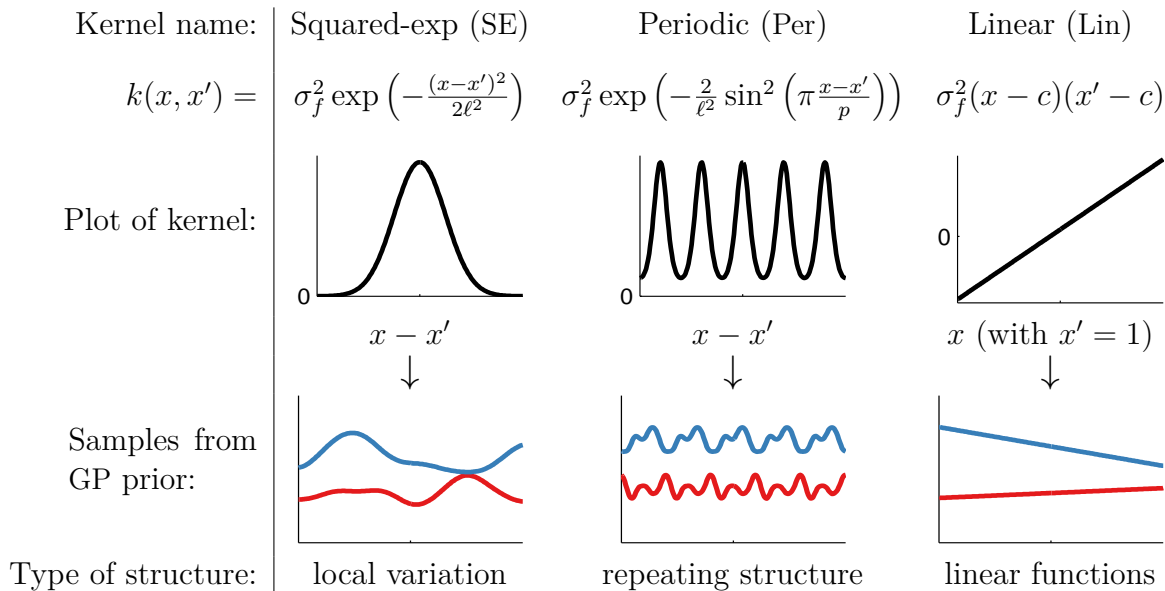 Kernel name: Squared-exp (SE) Periodic (Per) Linear (Lin)
k(x, x′) = σ_f^2 exp(−(x−x′)^2/2ℓ^2) σ_f^2 exp(−2/ℓ^2 sin^2(π x−x′/p)) σ_f^2(x − c)(x′ − c)
Plot of kernel:
0
0
0
x − x′ x − x′ x (with x′ = 1)
↓ ↓ ↓
Samples from
GP prior:
Type of structure: local variation repeating structure linear functions